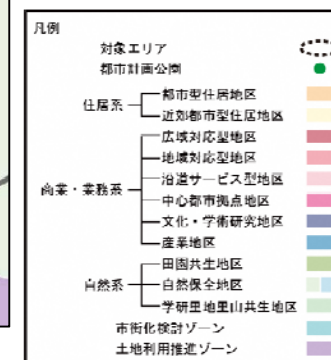 凡例
対象エリア
都市計画公園
住居系
都市型住居地区
近郊都市型住居地区
商業・業務系
広域対応型地区
地域対応型地区
沿道サービス型地区
中心都市拠点地区
文化・学術研究地区
産業地区
自然系
田園共生地区
自然保全地区
学研里地里山共生地区
市街化検討ゾーン
土地利用推進ゾーン